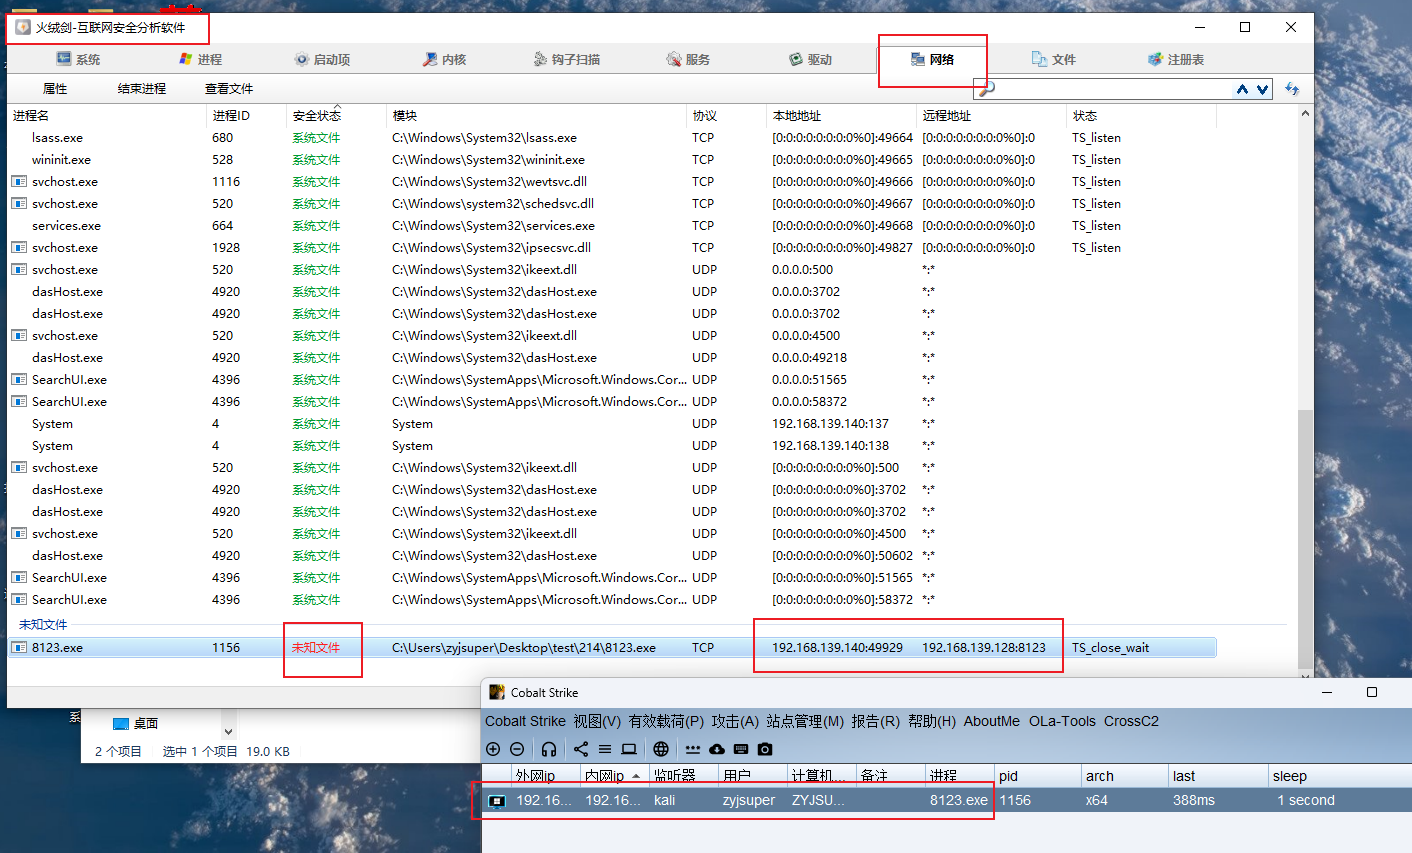 火绒剑-互联网安全分析软件
系统 进程 启动项 内核 钩子扫描 服务 驱动 网络 文件 注册表
属性 结束进程 查看文件
进程名 进程ID 安全状态 模块 协议 本地地址 远程地址 状态
lsass.exe 680 系统文件 C:\Windows\System32\lsass.exe TCP [0:0:0:0:0:0:0%0]:49664 [0:0:0:0:0:0:0%0]:0 TS_listen
wininit.exe 528 系统文件 C:\Windows\System32\wininit.exe TCP [0:0:0:0:0:0:0%0]:49665 [0:0:0:0:0:0:0%0]:0 TS_listen
svchost.exe 1116 系统文件 C:\Windows\System32\wevtsvc.dll TCP [0:0:0:0:0:0:0%0]:49666 [0:0:0:0:0:0:0%0]:0 TS_listen
svchost.exe 520 系统文件 C:\Windows\system32\schedsvc.dll TCP [0:0:0:0:0:0:0%0]:49667 [0:0:0:0:0:0:0%0]:0 TS_listen
services.exe 664 系统文件 C:\Windows\System32\services.exe TCP [0:0:0:0:0:0:0%0]:49668 [0:0:0:0:0:0:0%0]:0 TS_listen
svchost.exe 1928 系统文件 C:\Windows\System32\ipsecsvc.dll TCP [0:0:0:0:0:0:0%0]:49827 [0:0:0:0:0:0:0%0]:0 TS_listen
svchost.exe 520 系统文件 C:\Windows\System32\ikeext.dll UDP 0.0.0.0:500 *:*
dasHost.exe 4920 系统文件 C:\Windows\System32\dasHost.exe UDP 0.0.0.0:3702 *:*
dasHost.exe 4920 系统文件 C:\Windows\System32\dasHost.exe UDP 0.0.0.0:3702 *:*
svchost.exe 520 系统文件 C:\Windows\System32\ikeext.dll UDP 0.0.0.0:4500 *:*
dasHost.exe 4920 系统文件 C:\Windows\System32\dasHost.exe UDP 0.0.0.0:49218 *:*
SearchUI.exe 4396 系统文件 C:\Windows\SystemApps\Microsoft.Windows.Cor... UDP 0.0.0.0:51565 *:*
SearchUI.exe 4396 系统文件 C:\Windows\SystemApps\Microsoft.Windows.Cor... UDP 0.0.0.0:58372 *:*
System 4 系统文件 System UDP 192.168.139.140:137 *:*
System 4 系统文件 System UDP 192.168.139.140:138 *:*
svchost.exe 520 系统文件 C:\Windows\System32\ikeext.dll UDP [0:0:0:0:0:0:0%0]:500 *:*
dasHost.exe 4920 系统文件 C:\Windows\System32\dasHost.exe UDP [0:0:0:0:0:0:0%0]:3702 *:*
dasHost.exe 4920 系统文件 C:\Windows\System32\dasHost.exe UDP [0:0:0:0:0:0:0%0]:3702 *:*
svchost.exe 520 系统文件 C:\Windows\System32\ikeext.dll UDP [0:0:0:0:0:0:0%0]:4500 *:*
dasHost.exe 4920 系统文件 C:\Windows\System32\dasHost.exe UDP [0:0:0:0:0:0:0%0]:50602 *:*
SearchUI.exe 4396 系统文件 C:\Windows\SystemApps\Microsoft.Windows.Cor... UDP [0:0:0:0:0:0:0%0]:51565 *:*
SearchUI.exe 4396 系统文件 C:\Windows\SystemApps\Microsoft.Windows.Cor... UDP [0:0:0:0:0:0:0%0]:58372 *:*
未知文件
8123.exe 1156 未知文件 C:\Users\zyjsuper\Desktop\test\214\8123.exe TCP 192.168.139.140:49929 192.168.139.128:8123 TS_close_wait
桌面
2 个项目 选中 1 个项目 19.0 KB
Cobalt Strike
Cobalt Strike 视图(V) 有效载荷(P) 攻击(A) 站点管理(M) 报告(R) 帮助(H) AboutMe OLa-Tools CrossC2
外网ip 内网ip 监听器 用户 计算机... 备注 进程 pid arch last sleep
192.16... 192.16... kali zyjsuper ZYJSU... 8123.exe 1156 x64 388ms 1 second